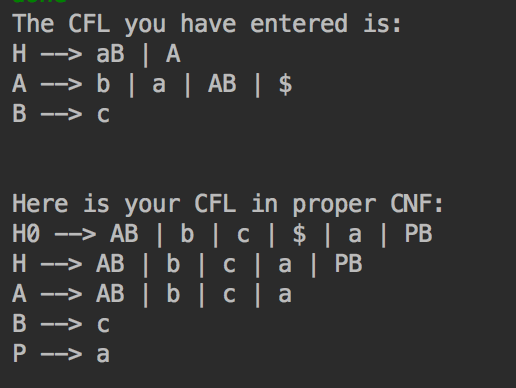 done
The CFL you have entered is:
H --> aB | A
A --> b | a | AB | $
B --> c
Here is your CFL in proper CNF:
H0 --> AB | b | c | $ | a | PB
H --> AB | b | c | a | PB
A --> AB | b | c | a
B --> c
P --> a